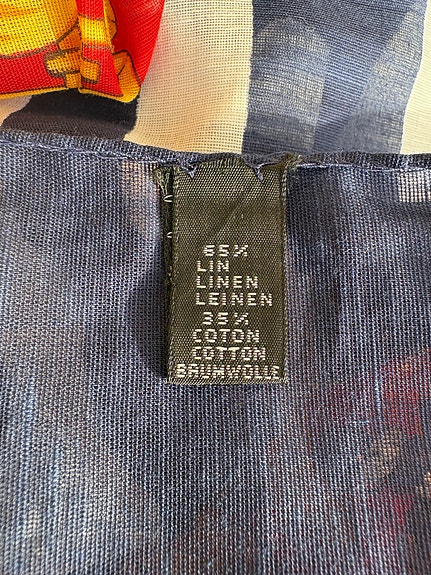 65%
LIN
LINEN
LEINEN
35%
COTON
COTTON
BAUMWOLLE